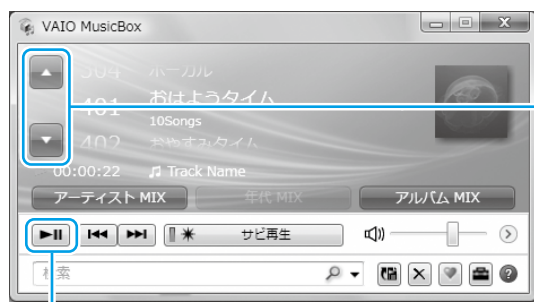 VAIO MusicBox
304 ボーカル
401 おはようタイム
10Songs
402 おやすみタイム
00:00:22 ♫ Track Name
アーティスト MIX 年代 MIX アルバム MIX
サビ再生
検索